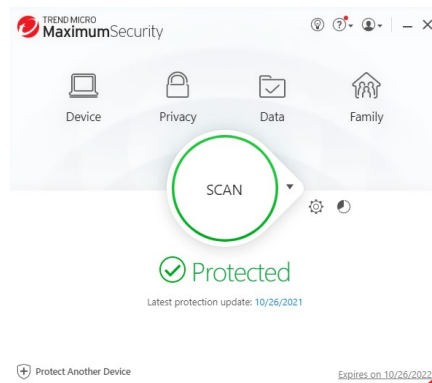 TREND MICRO
MaximumSecurity
Device Privacy Data Family
SCAN
Protected
Latest protection update: 10/26/2021
Protect Another Device Expires on 10/26/2022